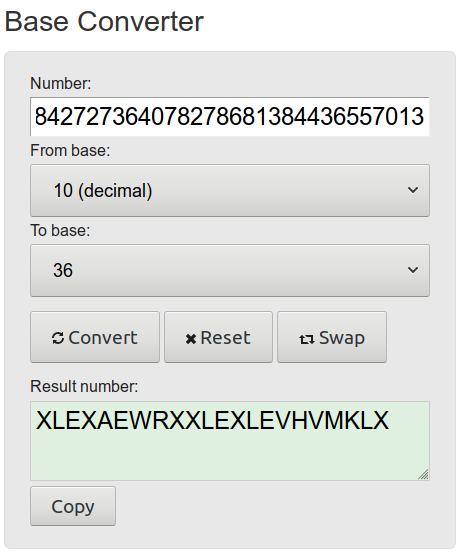 Base Converter
Number:
842727364078278681384436557013
From base:
10 (decimal)
To base:
36
Convert
Reset
Swap
Result number:
XLEXAEWRXXLEXLEVHVMKLX
Copy